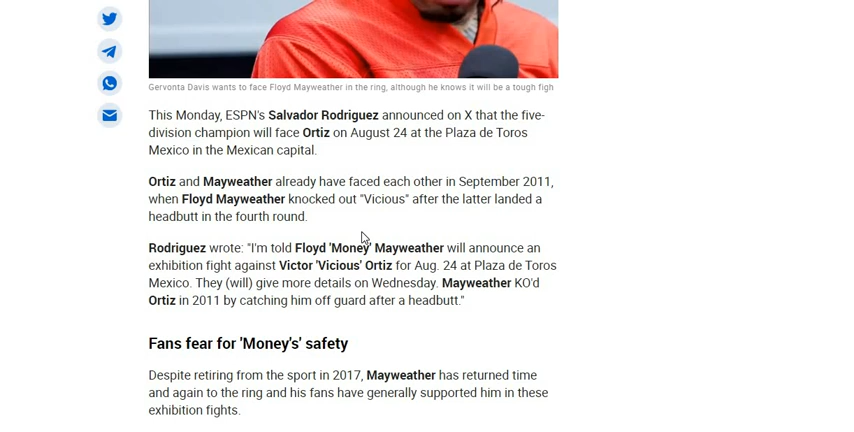 Gervonta Davis wants to face Floyd Mayweather in the ring, although he knows it will be a tough figh
This Monday, ESPN's Salvador Rodriguez announced on X that the five-
division champion will face Ortiz on August 24 at the Plaza de Toros
Mexico in the Mexican capital.
Ortiz and Mayweather already have faced each other in September 2011,
when Floyd Mayweather knocked out "Vicious" after the latter landed a
headbutt in the fourth round.
Rodriguez wrote: "I'm told Floyd 'Money' Mayweather will announce an
exhibition fight against Victor 'Vicious' Ortiz for Aug. 24 at Plaza de Toros
Mexico. They (will) give more details on Wednesday. Mayweather KO'd
Ortiz in 2011 by catching him off guard after a headbutt."
Fans fear for 'Money's' safety
Despite retiring from the sport in 2017, Mayweather has returned time
and again to the ring and his fans have generally supported him in these
exhibition fights.